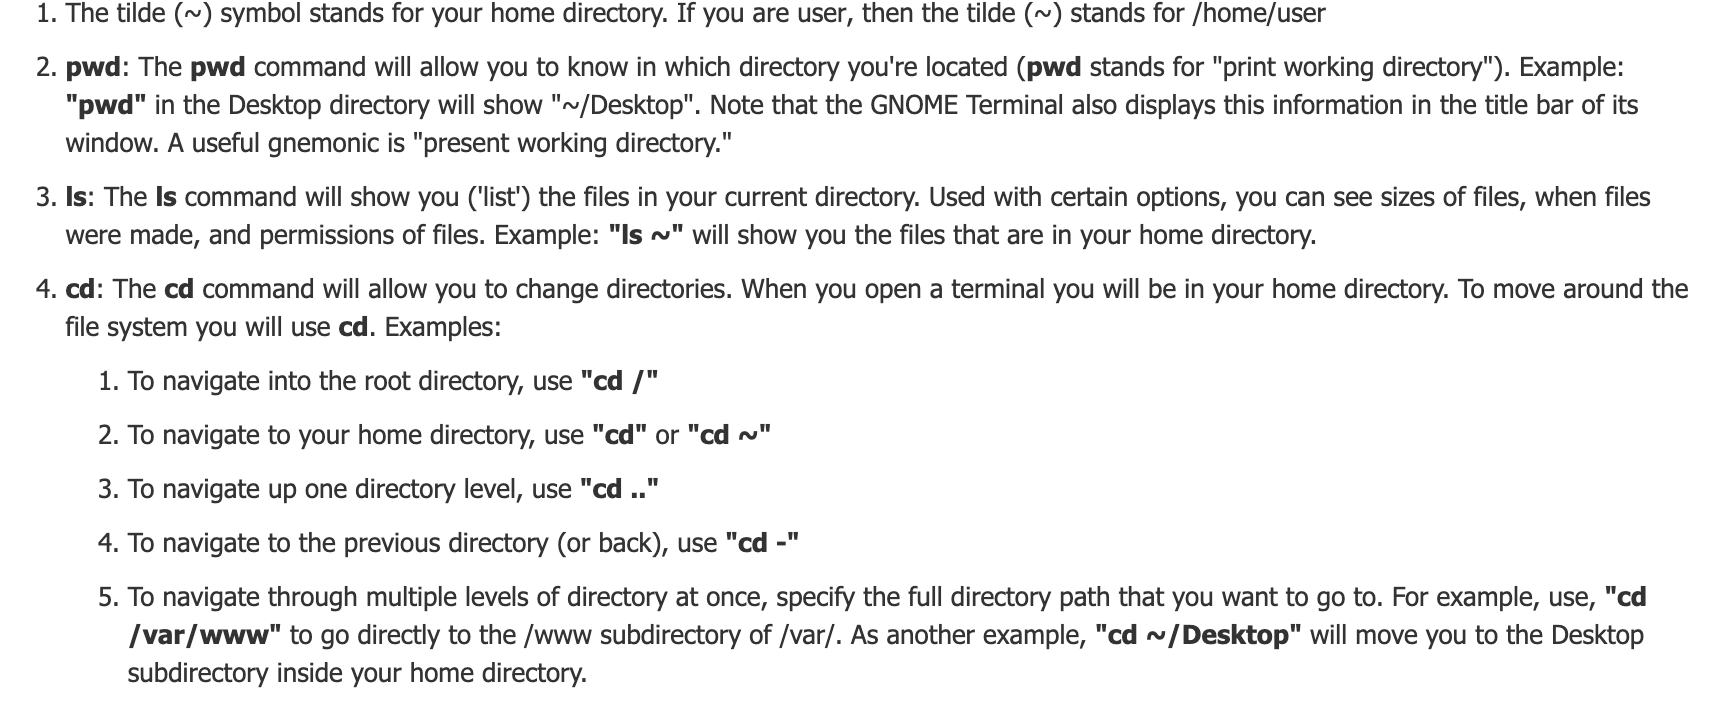 1. The tilde (~) symbol stands for your home directory. If you are user, then the tilde (~) stands for /home/user
2. pwd: The pwd command will allow you to know in which directory you're located (pwd stands for "print working directory"). Example:
"pwd" in the Desktop directory will show "~/Desktop". Note that the GNOME Terminal also displays this information in the title bar of its
window. A useful gnemonic is "present working directory."
3. ls: The ls command will show you ('list') the files in your current directory. Used with certain options, you can see sizes of files, when files
were made, and permissions of files. Example: "ls ~" will show you the files that are in your home directory.
4. cd: The cd command will allow you to change directories. When you open a terminal you will be in your home directory. To move around the
file system you will use cd. Examples:
1. To navigate into the root directory, use "cd /"
2. To navigate to your home directory, use "cd" or "cd ~"
3. To navigate up one directory level, use "cd .."
4. To navigate to the previous directory (or back), use "cd -"
5. To navigate through multiple levels of directory at once, specify the full directory path that you want to go to. For example, use, "cd
/var/www" to go directly to the /www subdirectory of /var/. As another example, "cd ~/Desktop" will move you to the Desktop
subdirectory inside your home directory.